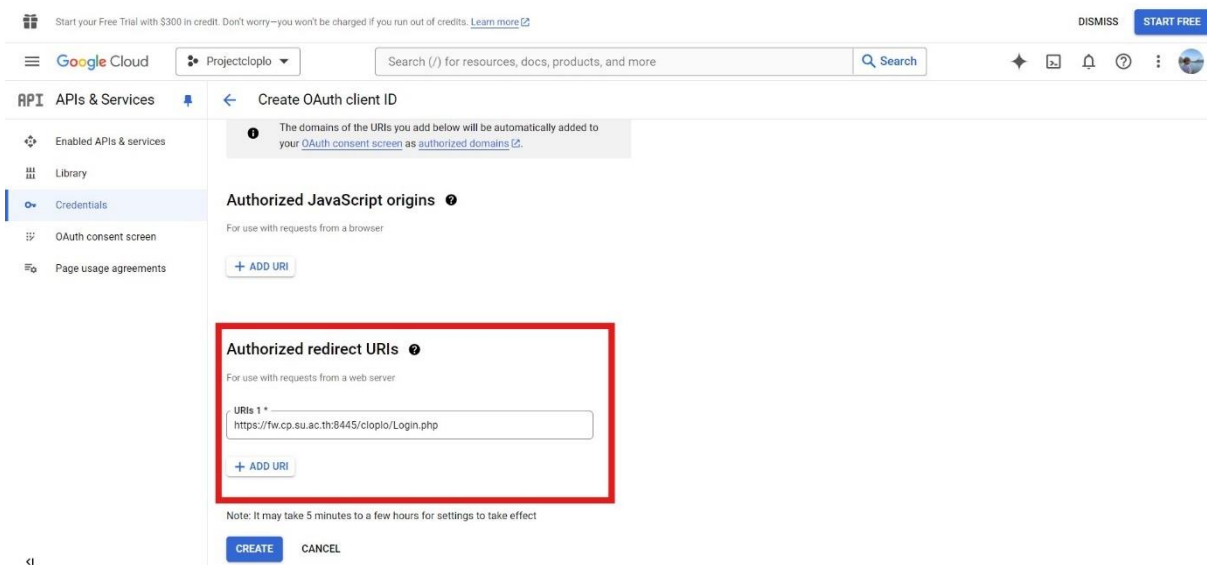 Start your Free Trial with $300 in credit. Don't worry—you won't be charged if you run out of credits. Learn more
DISMISS
START FREE
Google Cloud
Projectcloplo
Search (/) for resources, docs, products, and more
Search
API APIs & Services
Create OAuth client ID
Enabled APIs & services
Library
Credentials
OAuth consent screen
Page usage agreements
The domains of the URIs you add below will be automatically added to
your OAuth consent screen as authorized domains.
Authorized JavaScript origins
For use with requests from a browser
+ ADD URI
Authorized redirect URIs
For use with requests from a web server
URIs 1 *
https://fw.cp.su.ac.th:8445/cloplo/Login.php
+ ADD URI
Note: It may take 5 minutes to a few hours for settings to take effect
CREATE
CANCEL